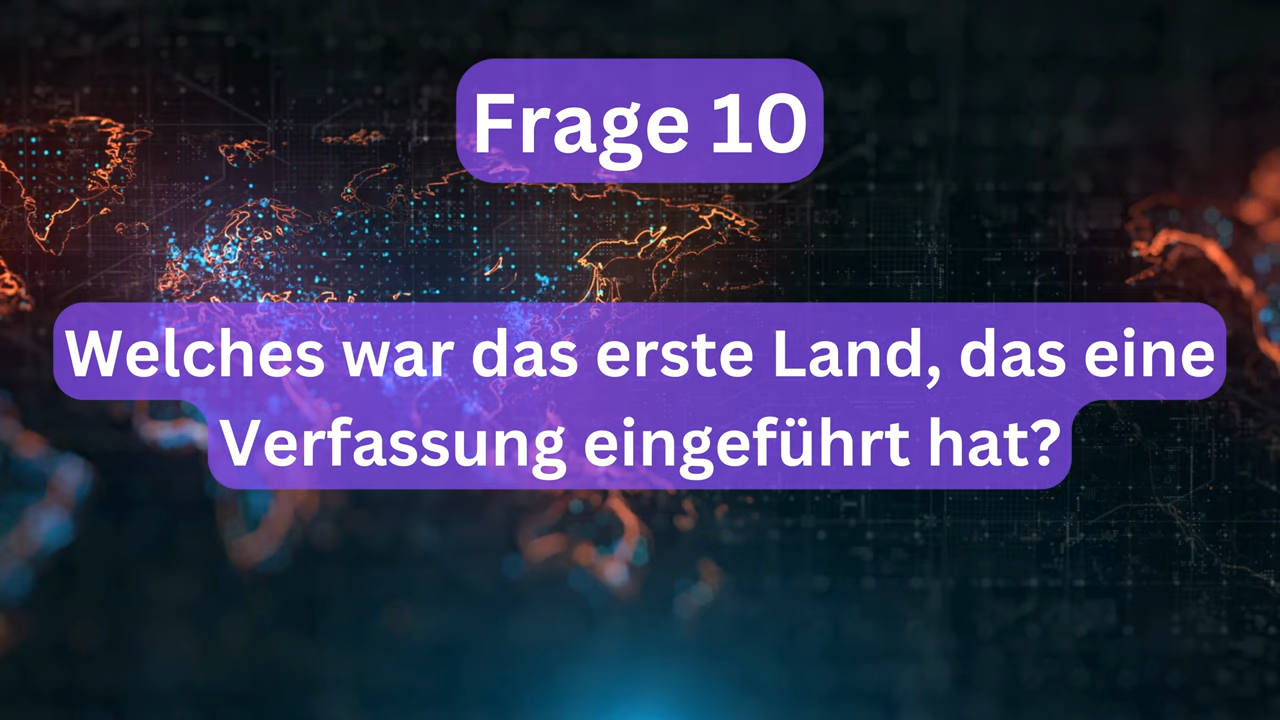 Frage 10
Welches war das erste Land, das eine
Verfassung eingeführt hat?